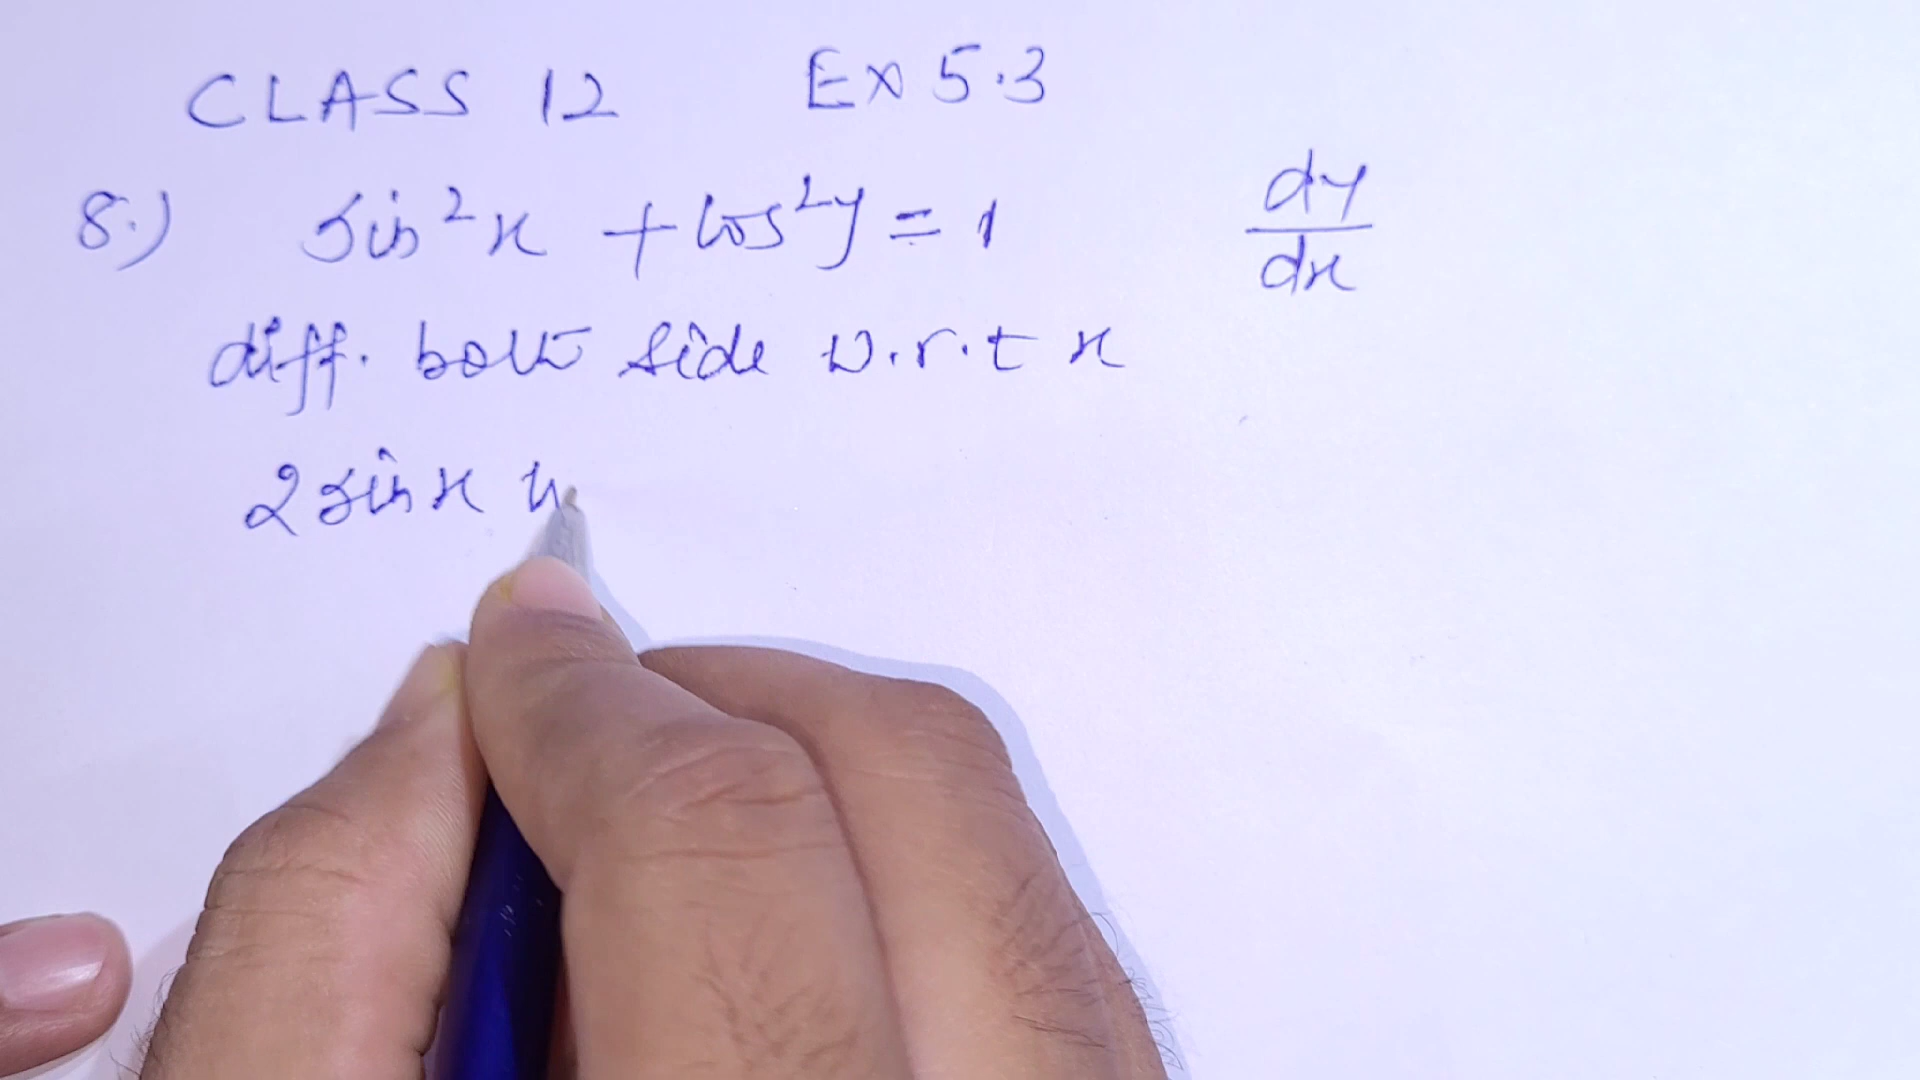 CLASS 12 Ex 5.3
8.) sin²x + cos²y = 1 dy/dx
diff. both side w.r.t x
2 sin x